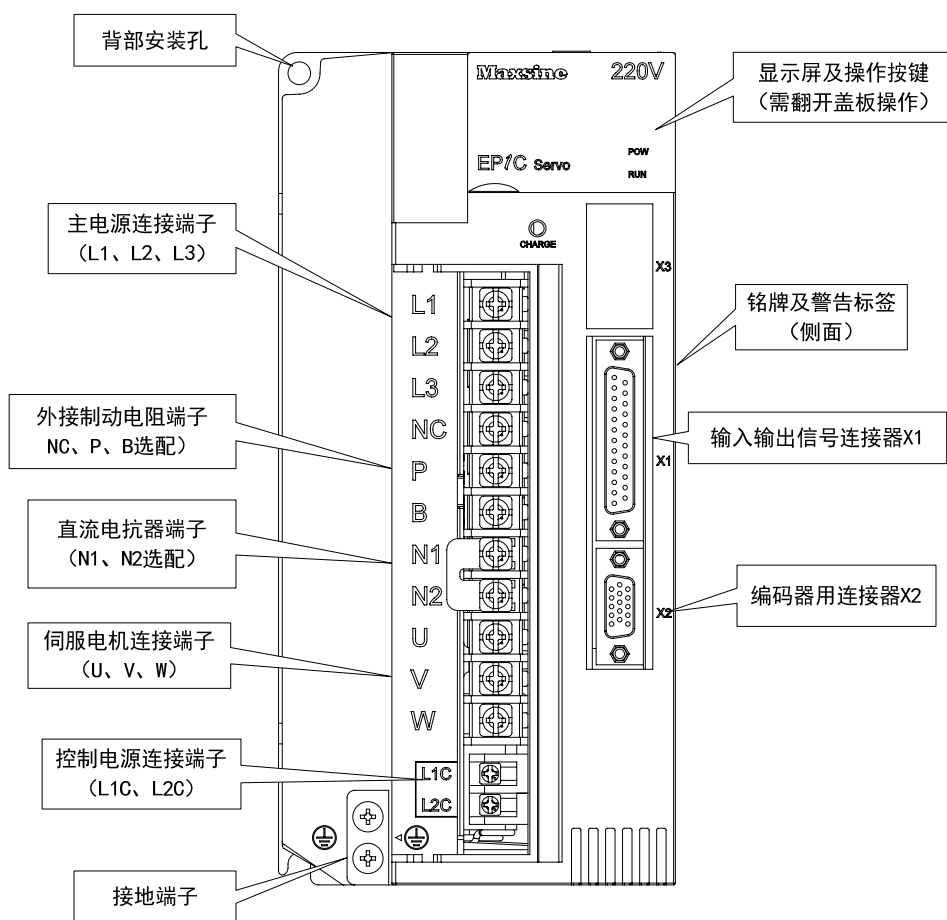 背部安装孔
Maxsine 220V
显示屏及操作按键
（需翻开盖板操作）
POW
EP1C Servo
RUN
主电源连接端子
（L1、L2、L3）
CHARGE
X3
L1
铭牌及警告标签
（侧面）
L2
L3
外接制动电阻端子
NC、P、B选配）
NC
输入输出信号连接器X1
X1
P
B
直流电抗器端子
（N1、N2选配）
N1
N2
编码器用连接器X2
X2
伺服电机连接端子
（U、V、W）
U
V
W
控制电源连接端子
（L1C、L2C）
L1C
L2C
接地端子